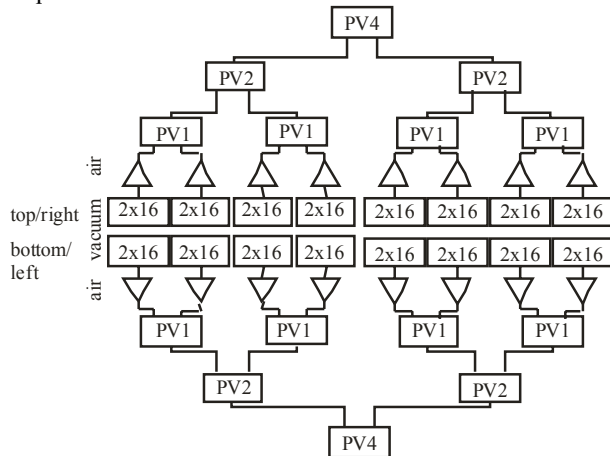 PV4
PV2 PV2
PV1 PV1 PV1 PV1
air
top/right 2x16 2x16 2x16 2x16 2x16 2x16 2x16 2x16
vacuum
bottom/
left
2x16 2x16 2x16 2x16 2x16 2x16 2x16 2x16
air
PV1 PV1 PV1 PV1
PV2 PV2
PV4